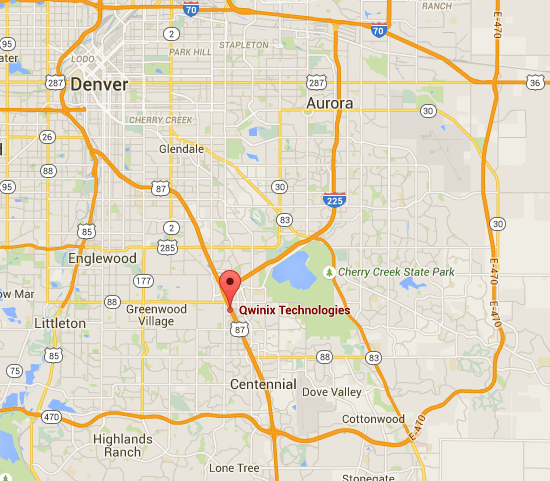 RANCH
70
E-470
2
70
95
STAPLETON
PARK HILL
LODO
287
Denver
287
36
Aurora
30
CHERRY CREEK
26
Glendale
88
95
87
30
225
83
2
30
85
285
Englewood
E-470
177
Cherry Creek State Park
88
Greenwood
Village
Qwinix Technologies
Littleton
87
E-470
85
88
83
75
Centennial
Dove Valley
470
Cottonwood
E-470
Highlands
Ranch
Lone Tree
Stonegate